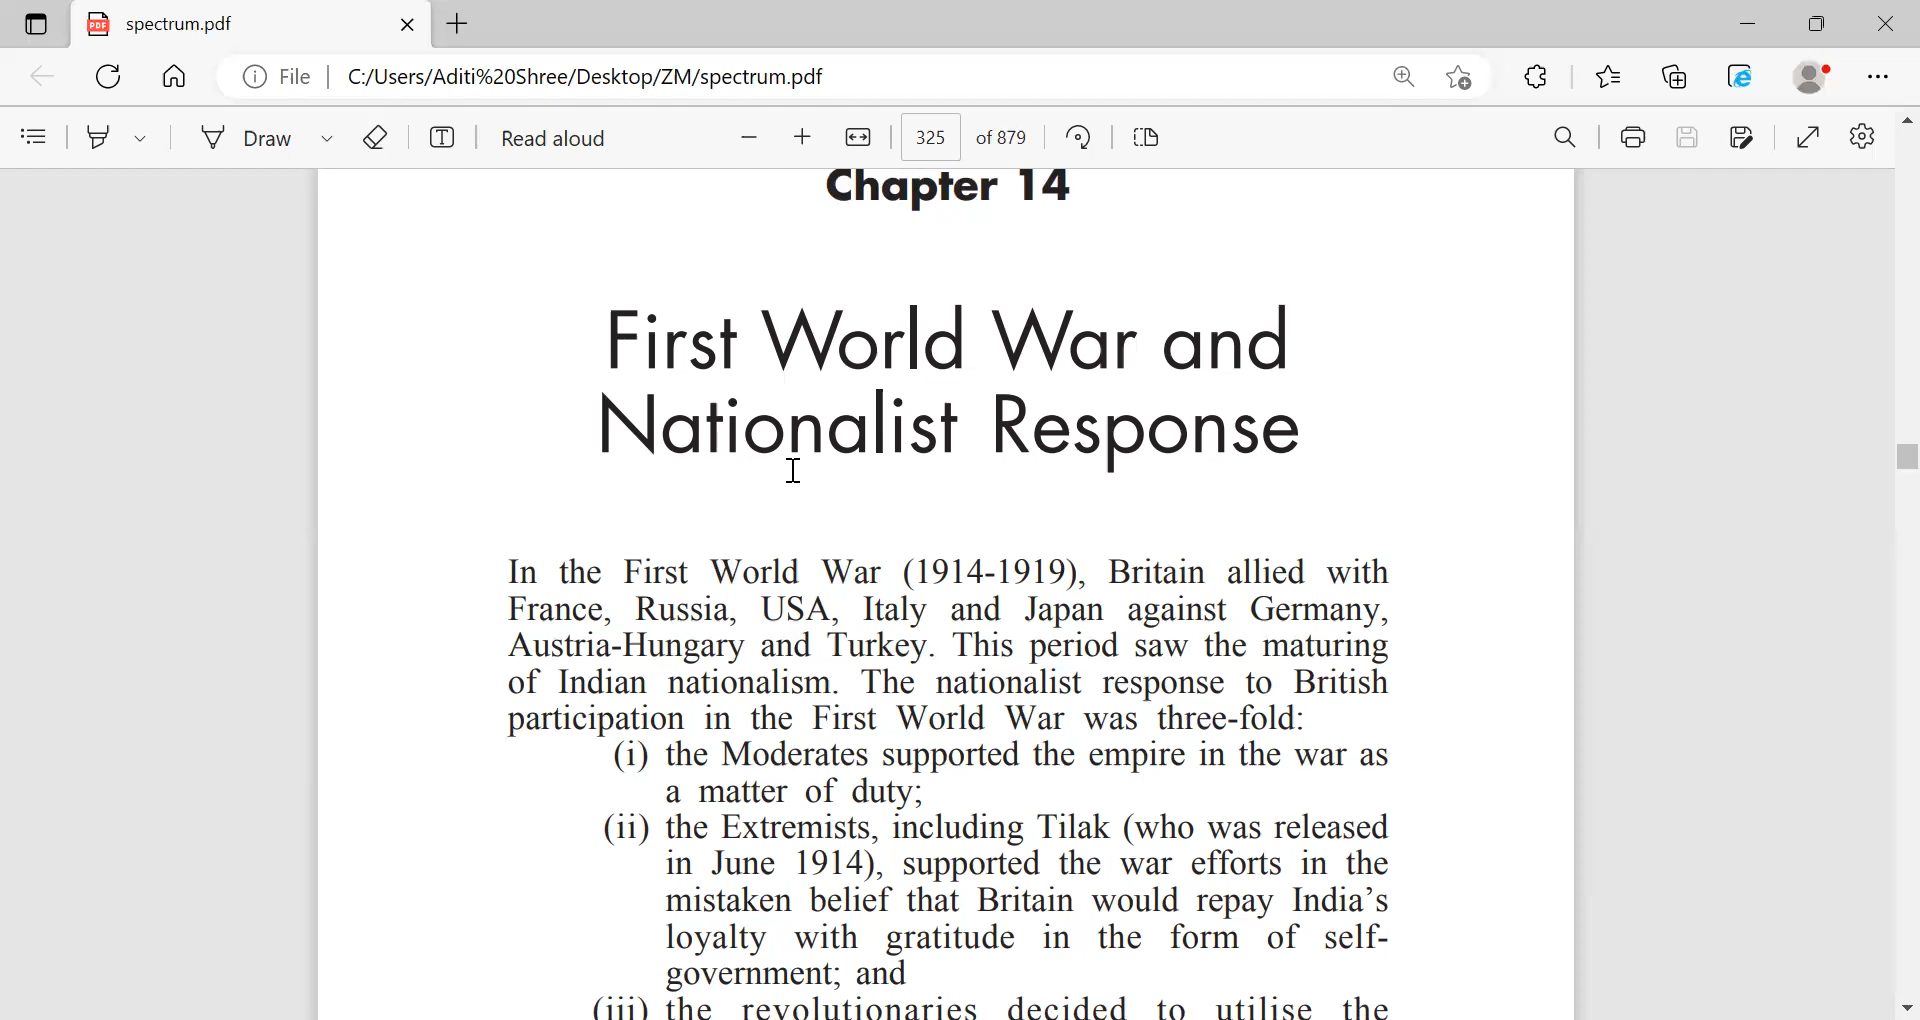 spectrum.pdf
File C:/Users/Aditi%20Shree/Desktop/ZM/spectrum.pdf
Draw Read aloud 325 of 879
Chapter 14
First World War and
Nationalist Response
In the First World War (1914-1919), Britain allied with
France, Russia, USA, Italy and Japan against Germany,
Austria-Hungary and Turkey. This period saw the maturing
of Indian nationalism. The nationalist response to British
participation in the First World War was three-fold:
(i) the Moderates supported the empire in the war as
a matter of duty;
(ii) the Extremists, including Tilak (who was released
in June 1914), supported the war efforts in the
mistaken belief that Britain would repay India’s
loyalty with gratitude in the form of self-
government; and
(iii) the revolutionaries decided to utilise the